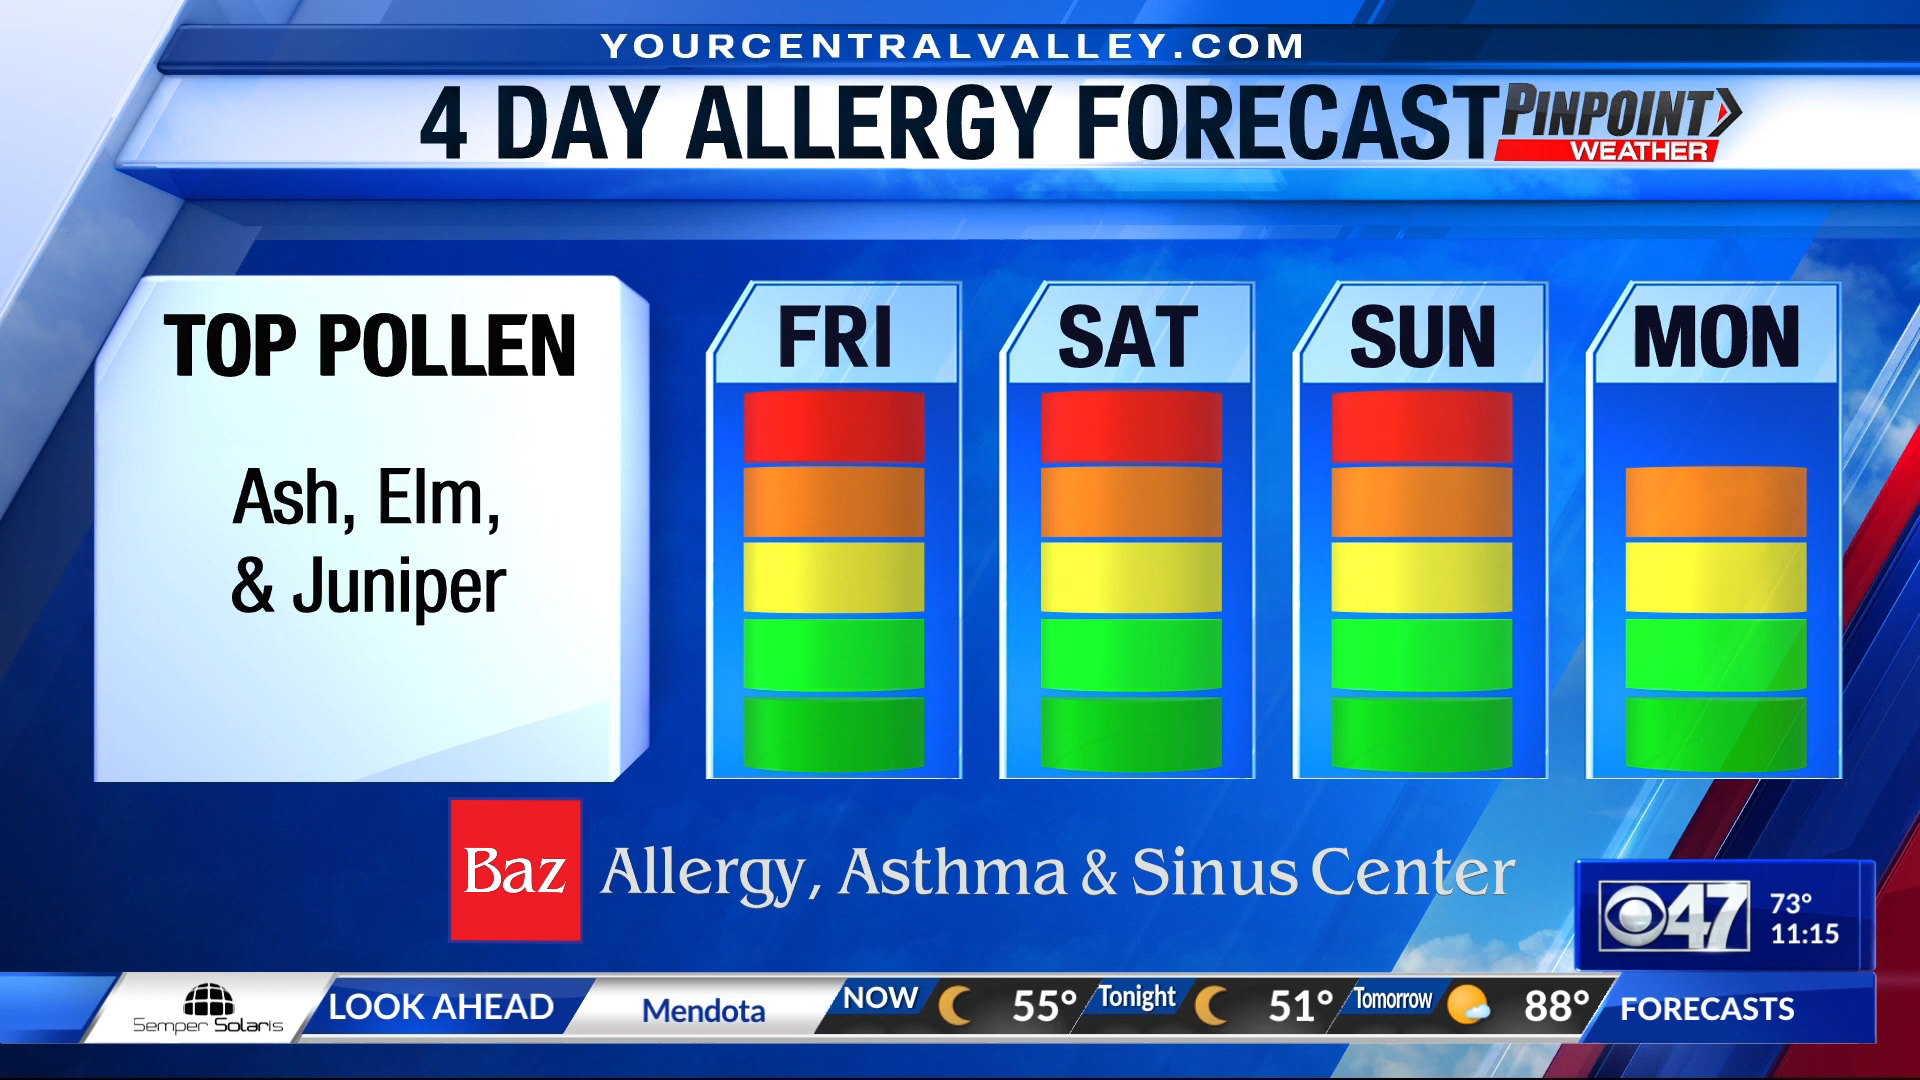 YOURCENTRALVALLEY.COM
4 DAY ALLERGY FORECAST
PINPOINT
WEATHER
TOP POLLEN
Ash, Elm,
& Juniper
FRI
SAT
SUN
MON
Baz Allergy, Asthma & Sinus Center
47
73°
11:15
Semper Solaris
LOOK AHEAD
Mendota
NOW 55°
Tonight 51°
Tomorrow 88°
FORECASTS